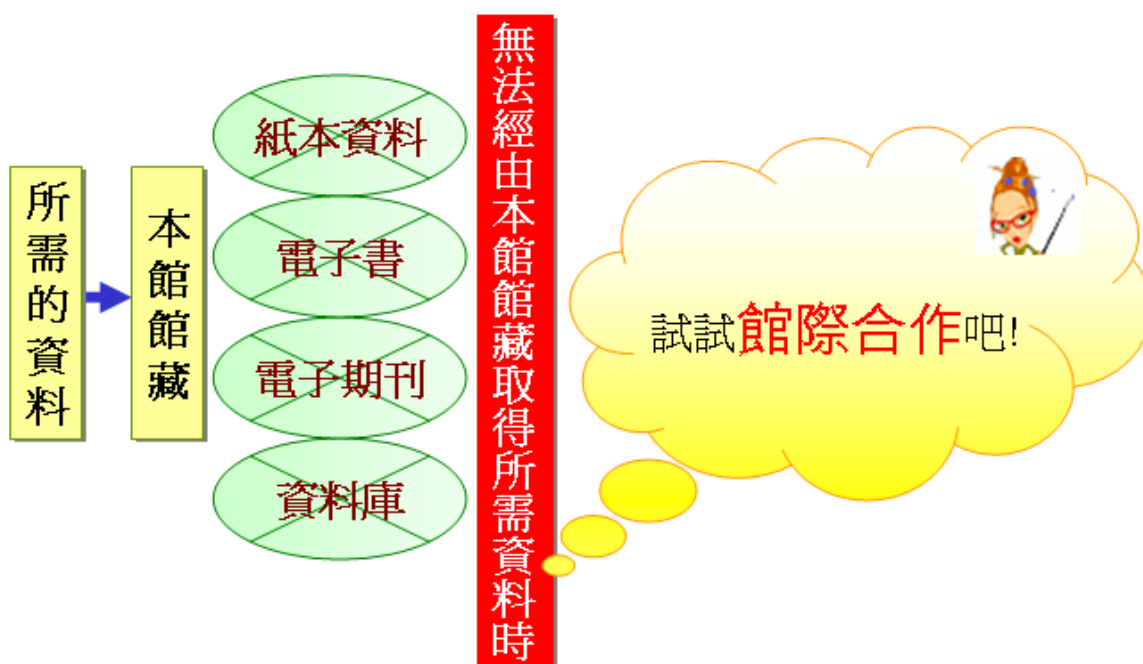 所需的資料
本館館藏
紙本資料
電子書
電子期刊
資料庫
無法經由本館館藏取得所需資料時
試試館際合作吧!